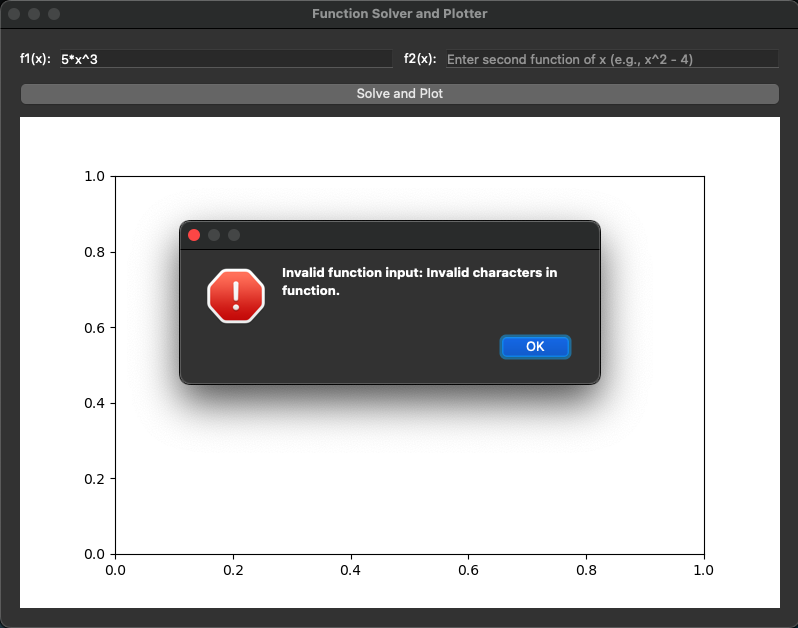 Function Solver and Plotter
f1(x): 5*x^3 f2(x): Enter second function of x (e.g., x^2 - 4)
Solve and Plot
1.0
0.8
0.6
0.4
0.2
0.0
Invalid function input: Invalid characters in
function.
OK
0.0 0.2 0.4 0.6 0.8 1.0